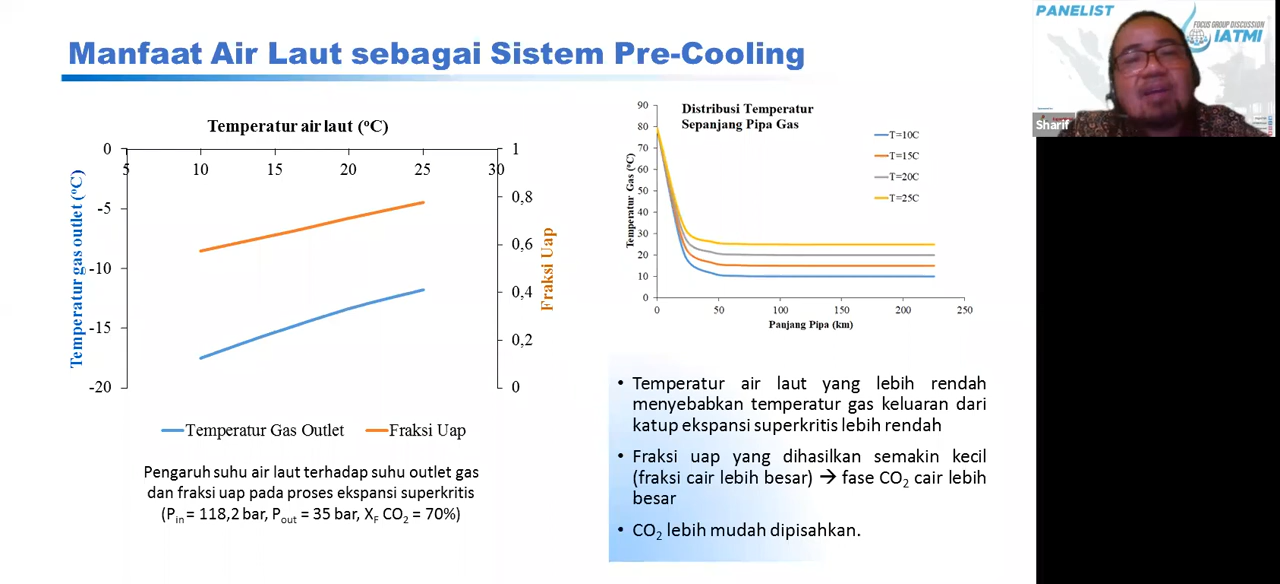 Manfaat Air Laut sebagai Sistem Pre-Cooling
Temperatur air laut (°C)
0
5
10
15
20
25
30
-5
-10
-15
-20
1
0,8
0,6
0,4
0,2
0
Temperatur gas outlet (°C)
Fraksi Uap
Temperatur Gas Outlet
Fraksi Uap
Pengaruh suhu air laut terhadap suhu outlet gas
dan fraksi uap pada proses ekspansi superkritis
(Pin = 118,2 bar, Pout = 35 bar, XF CO2 = 70%)
Distribusi Temperatur
Sepanjang Pipa Gas
90
80
70
60
50
40
30
20
10
0
Temperatur Gas (°C)
T=10C
T=15C
T=20C
T=25C
0
50
100
150
200
250
Panjang Pipa (km)
• Temperatur air laut yang lebih rendah
menyebabkan temperatur gas keluaran dari
katup ekspansi superkritis lebih rendah
• Fraksi uap yang dihasilkan semakin kecil
(fraksi cair lebih besar) → fase CO2 cair lebih
besar
• CO2 lebih mudah dipisahkan.
PANELIST
FOCUS GROUP DISCUSSION
IATMI
Sharif